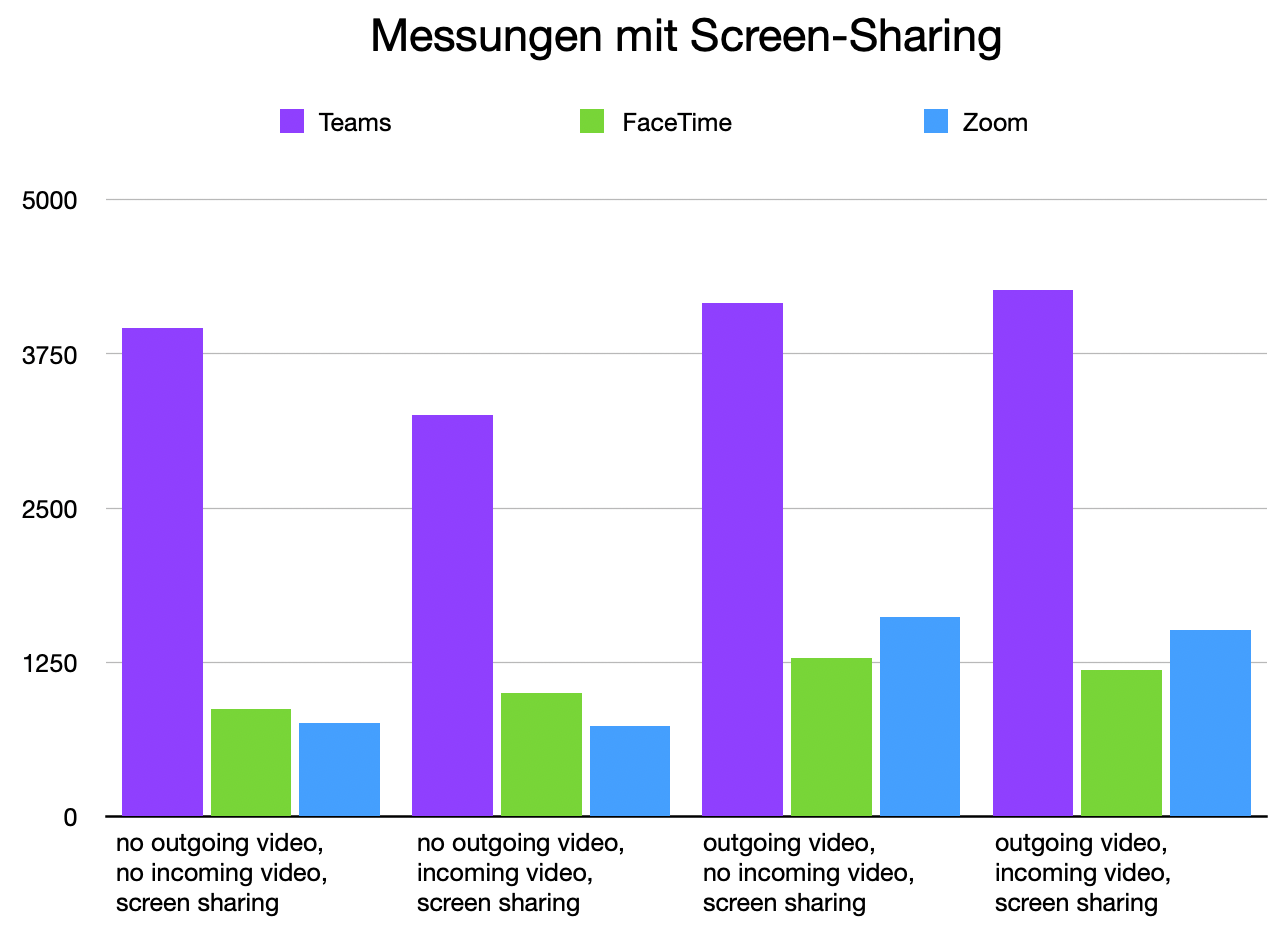 Messungen mit Screen-Sharing
Teams
FaceTime
Zoom
5000
3750
2500
1250
0
no outgoing video,
no incoming video,
screen sharing
no outgoing video,
incoming video,
screen sharing
outgoing video,
no incoming video,
screen sharing
outgoing video,
incoming video,
screen sharing